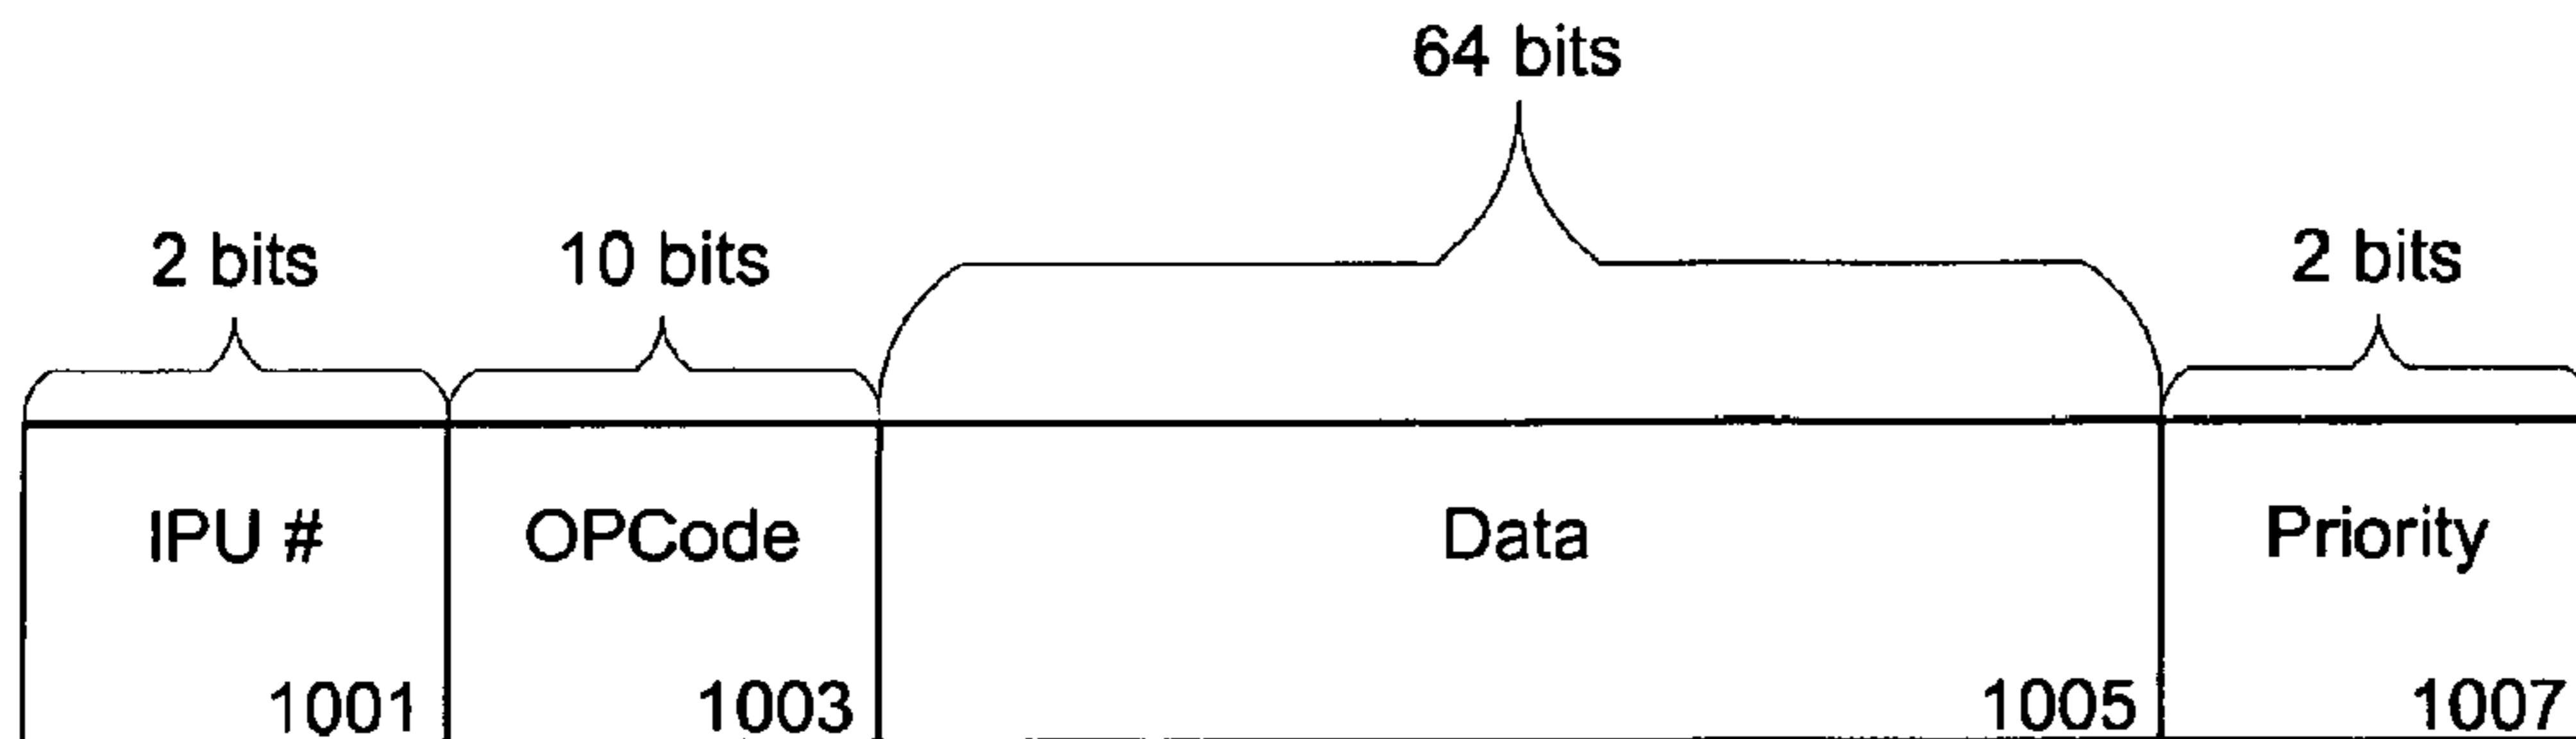 64 bits
2 bits 10 bits 2 bits
IPU # OPCode Data Priority
1001 1003 1005 1007